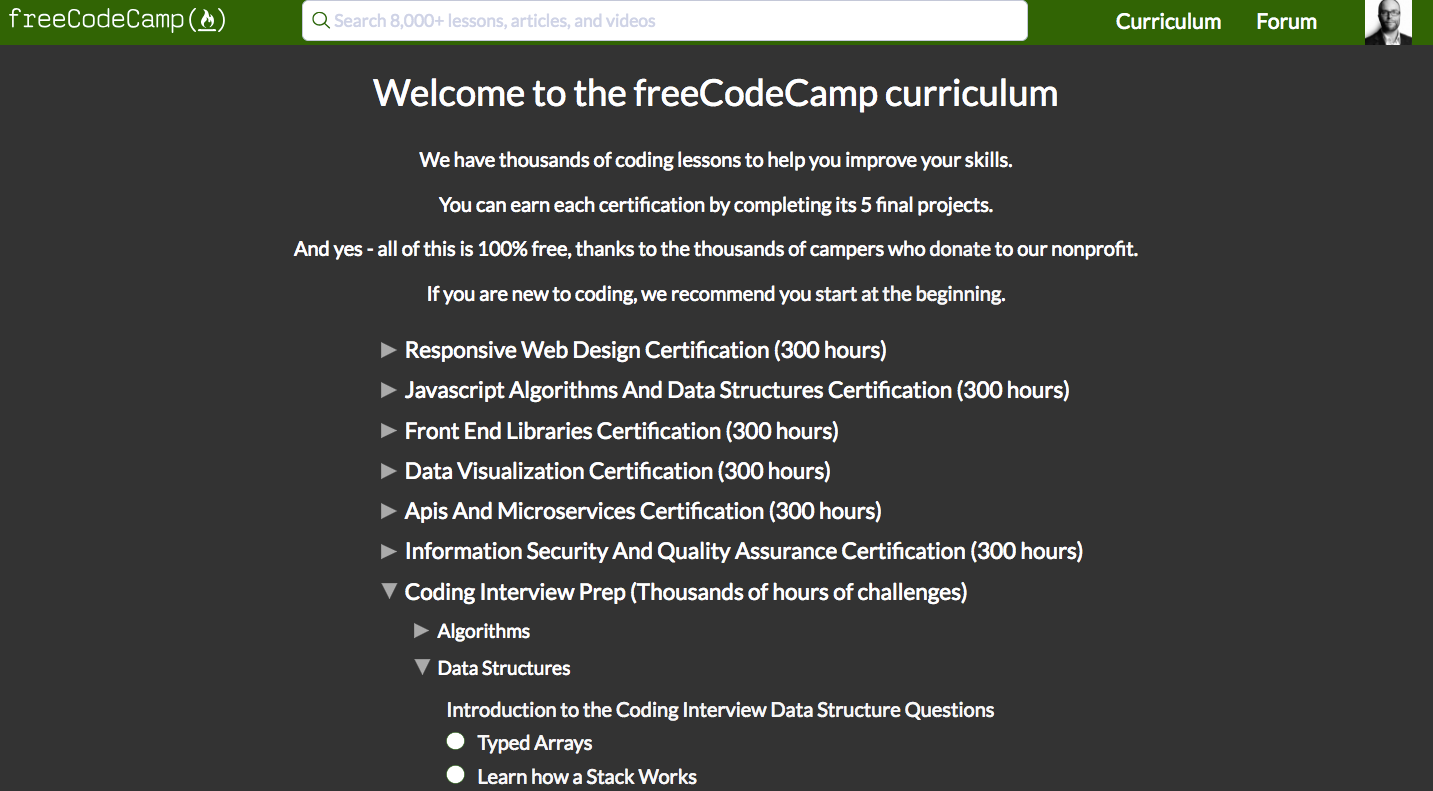 freeCodeCamp(🔥)
Search 8,000+ lessons, articles, and videos
Curriculum
Forum
Welcome to the freeCodeCamp curriculum
We have thousands of coding lessons to help you improve your skills.
You can earn each certification by completing its 5 final projects.
And yes - all of this is 100% free, thanks to the thousands of campers who donate to our nonprofit.
If you are new to coding, we recommend you start at the beginning.
Responsive Web Design Certification (300 hours)
Javascript Algorithms And Data Structures Certification (300 hours)
Front End Libraries Certification (300 hours)
Data Visualization Certification (300 hours)
Apis And Microservices Certification (300 hours)
Information Security And Quality Assurance Certification (300 hours)
Coding Interview Prep (Thousands of hours of challenges)
Algorithms
Data Structures
Introduction to the Coding Interview Data Structure Questions
Typed Arrays
Learn how a Stack Works